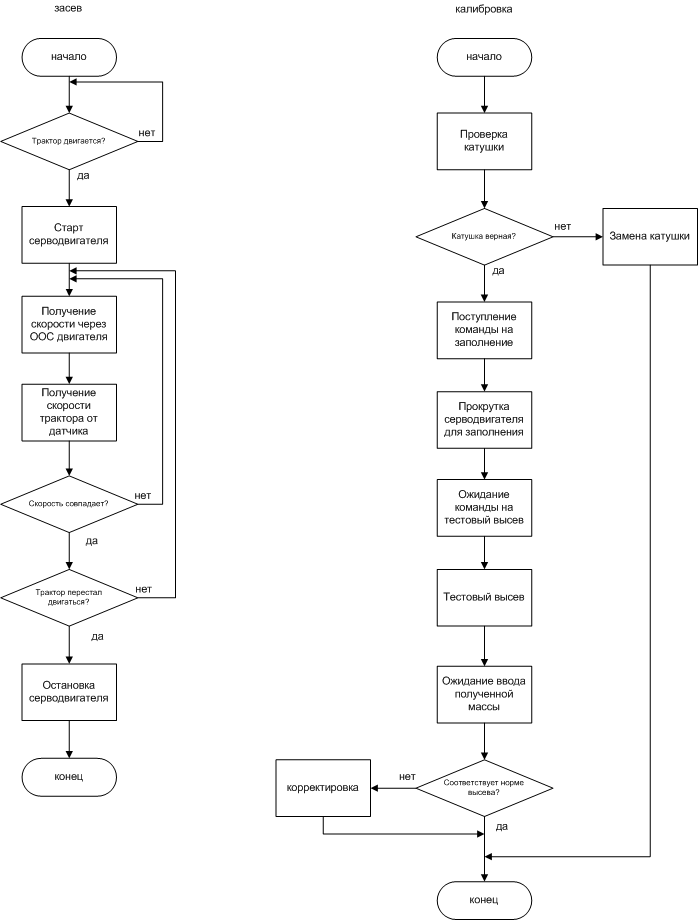 засев
начало
Трактор двигается?
нет
да
Старт
серводвигателя
Получение
скорости через
ООС двигателя
Получение
скорости
трактора от
датчика
Скорость совпадает?
нет
да
Трактор перестал
двигаться?
нет
да
Остановка
серводвигателя
конец
калибровка
начало
Проверка
катушки
Катушка верная?
нет
Замена катушки
да
Поступление
команды на
заполнение
Прокрутка
серводвигателя
для заполнения
Ожидание
команды на
тестовый высев
Тестовый высев
Ожидание ввода
полученной
массы
Соответствует норме
высева?
нет
корректировка
да
конец